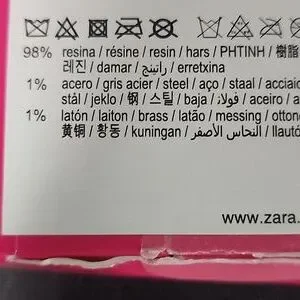 98% resina / résine / resin / hars / ΡΗΤΙΝΗ / 樹脂
레진 / damar / راتينج / erretxina
1% acero / gris acier / steel / aço / staal / acciaio
stål / jeklo / 钢 / 스틸 / baja / فولاذ / aceiro / a
1% latón / laiton / brass / latão / messing / ottone
黄铜 / 황동 / kuningan / النحاس الأصفر / llautó
www.zara.